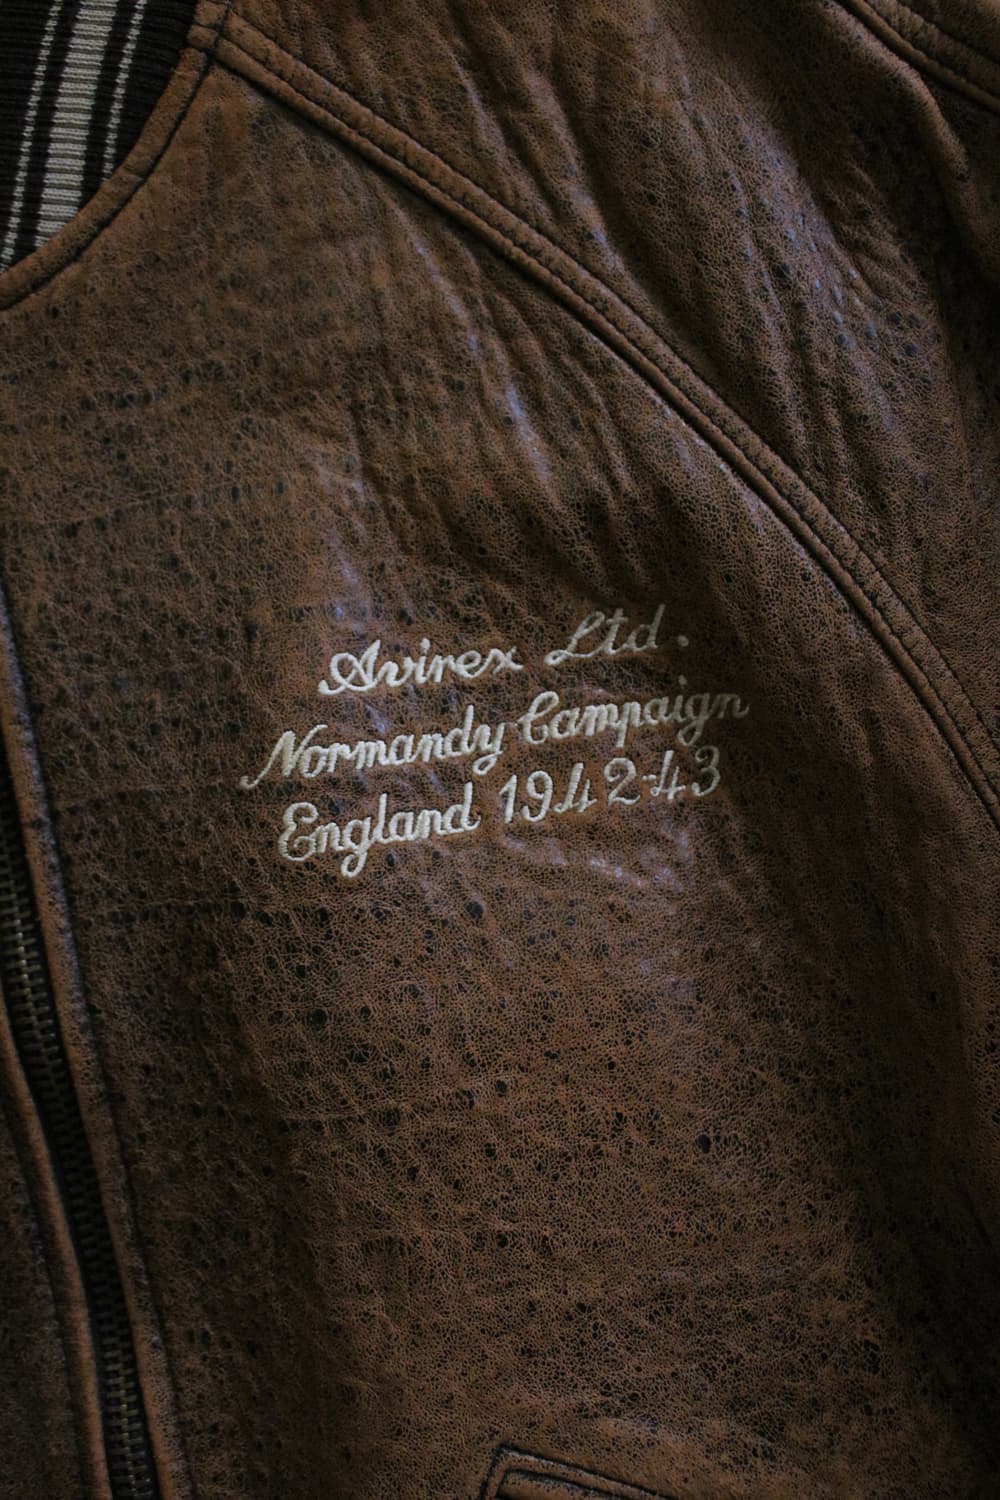 Avirex Ltd.
Normandy Campaign
England 1942-43